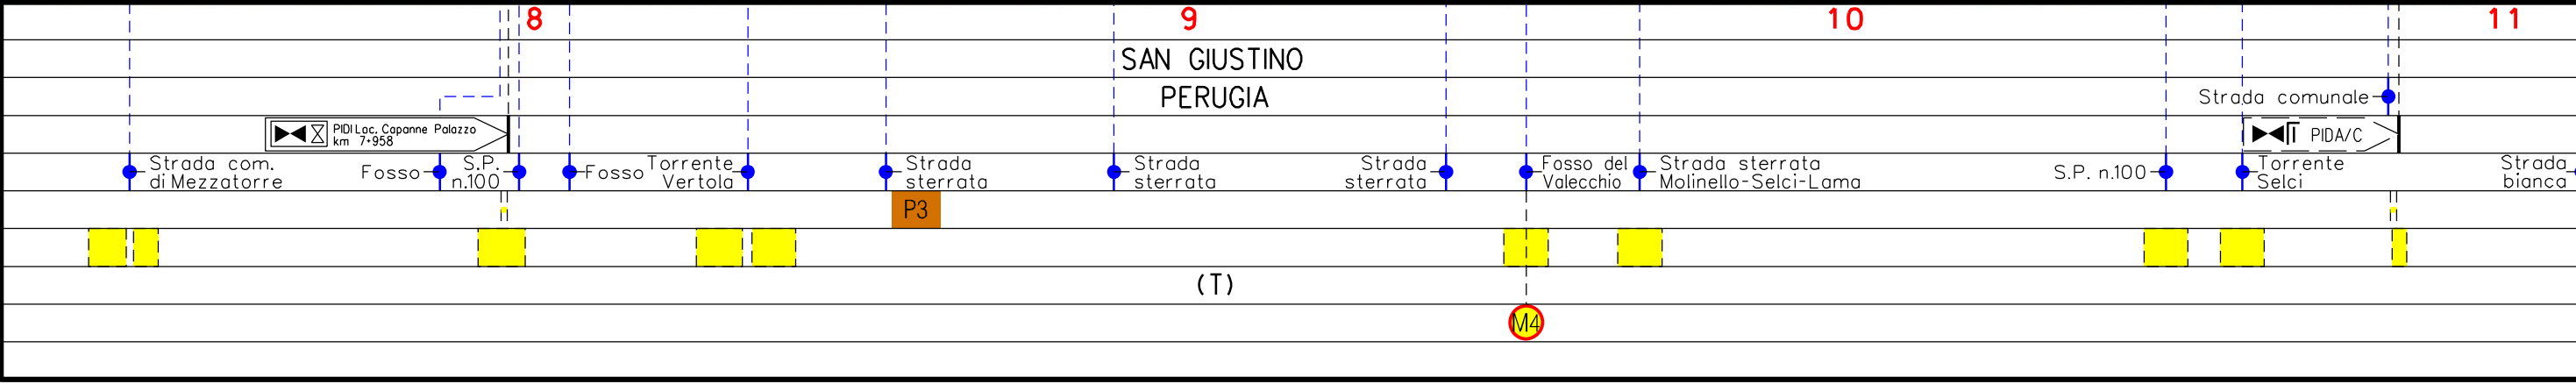 8 9 10 11
SAN GIUSTINO
PERUGIA
Strada comunale
PIDI Loc. Capanne Palazzo
km 7+958
PIDA/C
Strada com.
di Mezzatorre
Fosso
S.P.
n.100
Fosso
Torrente
Vertola
Strada
sterrata
Strada
sterrata
Strada
sterrata
Fosso del
Valecchio
Strada sterrata
Molinello-Selci-Lama
S.P. n.100
Torrente
Selci
Strada
bianca
P3
(T)
M4